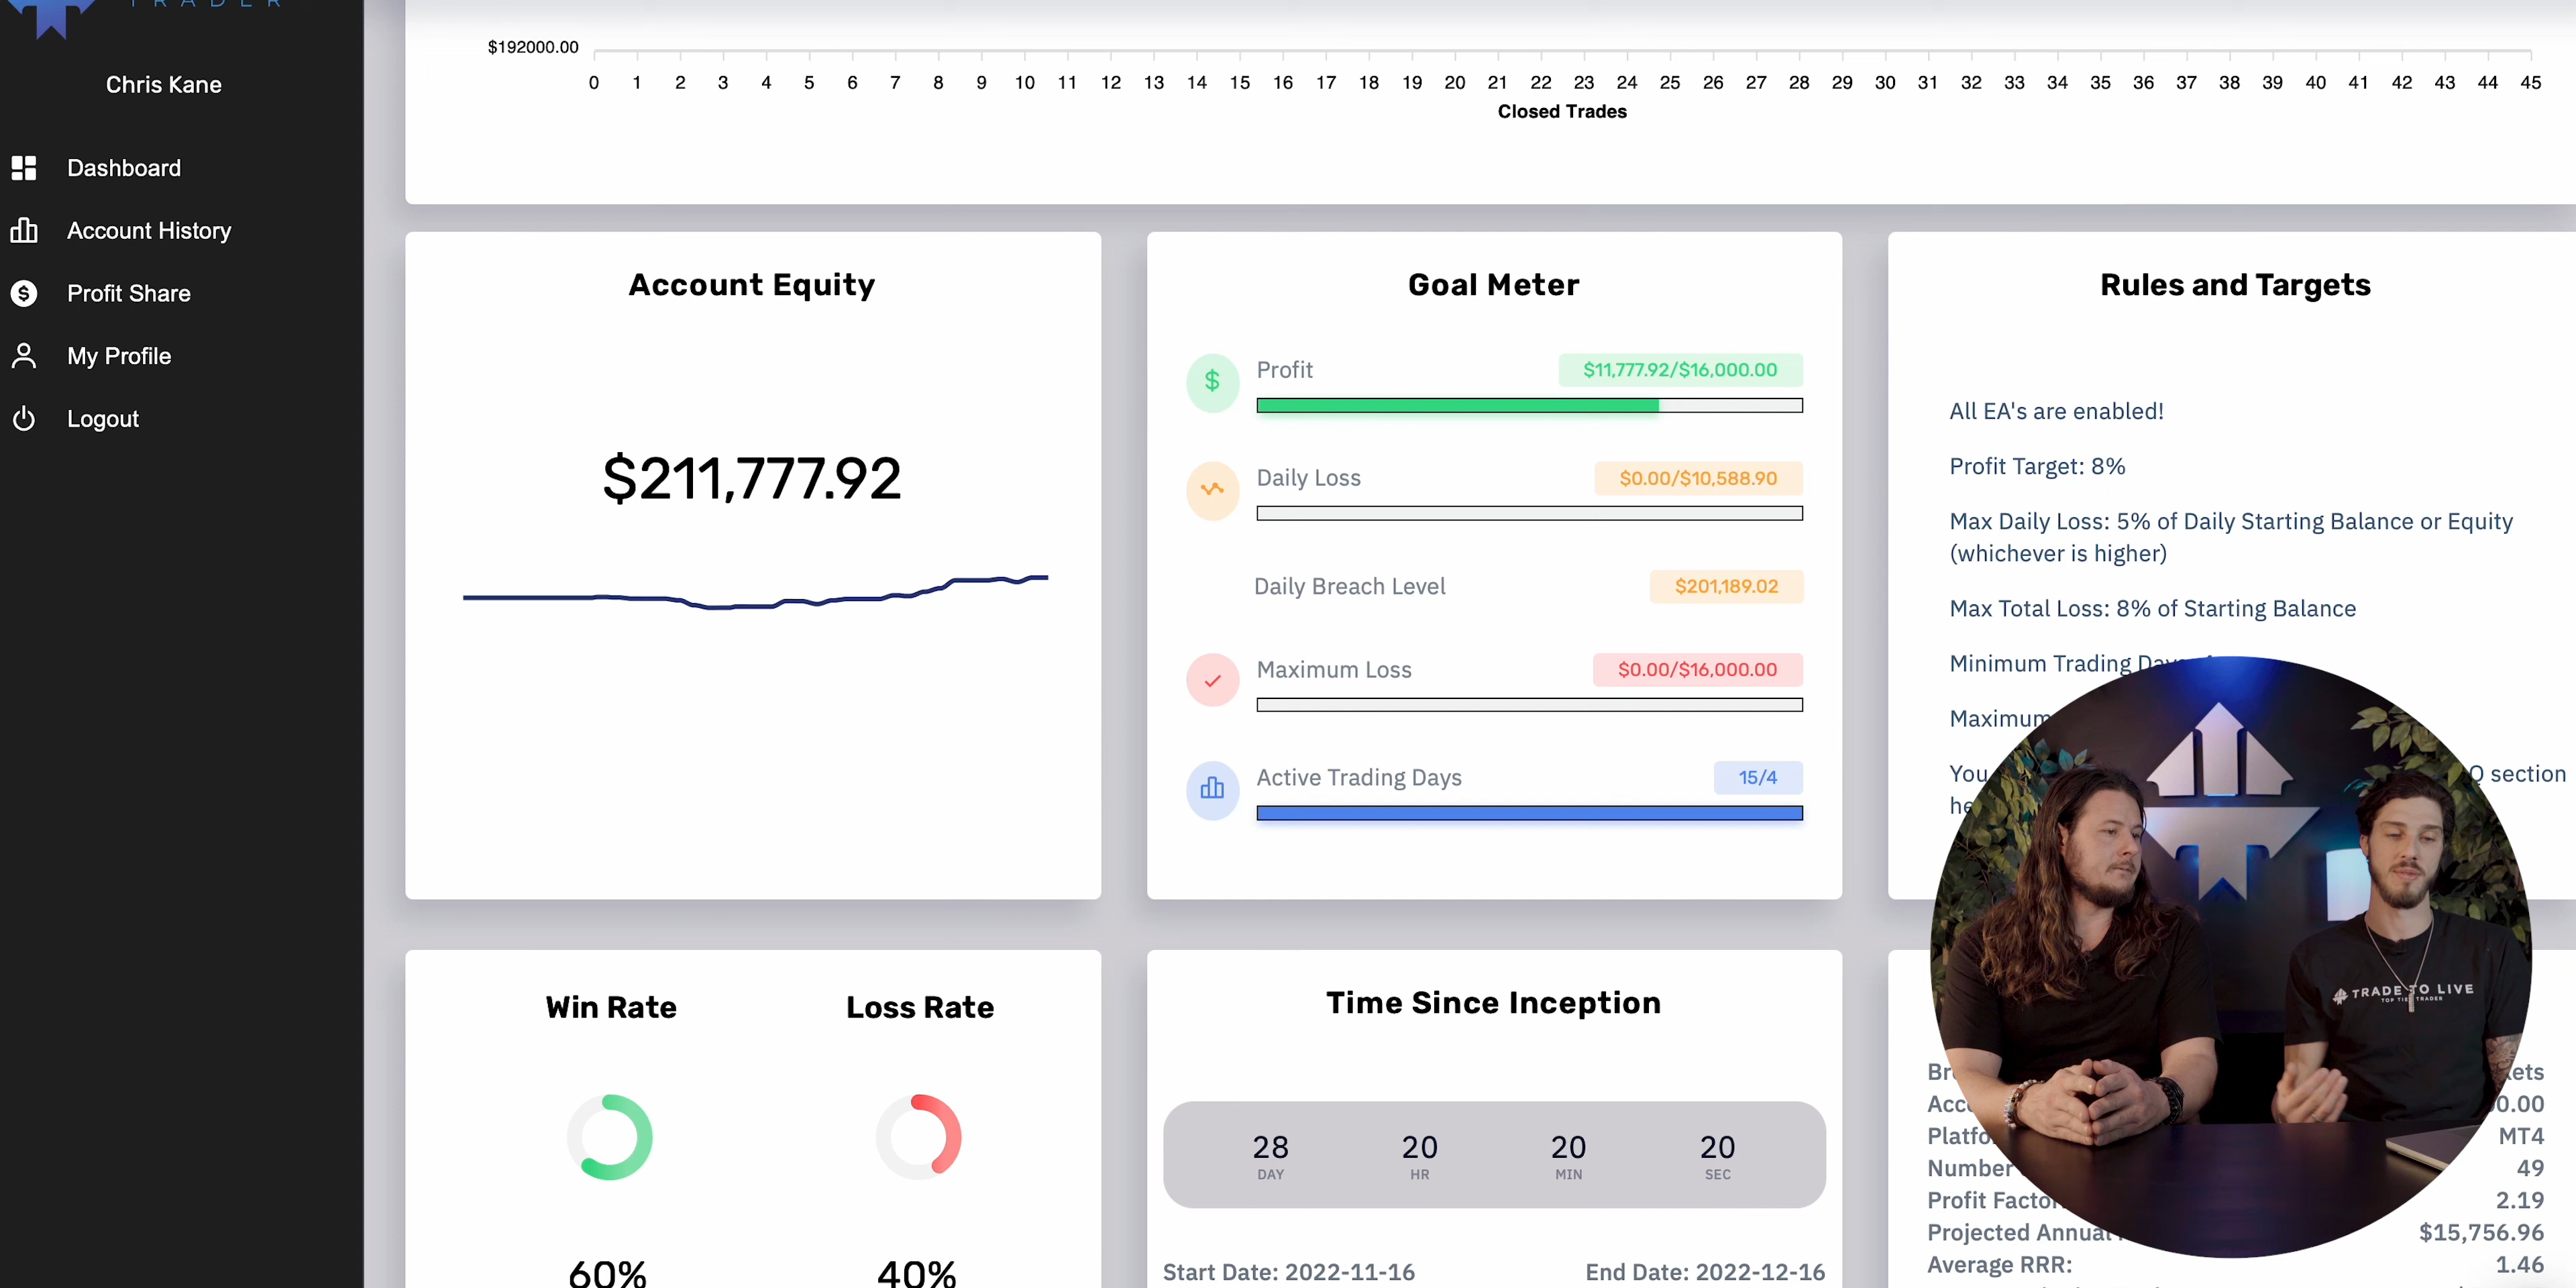 TRADER
Chris Kane
Dashboard
Account History
Profit Share
My Profile
Logout
$192000.00
0 1 2 3 4 5 6 7 8 9 10 11 12 13 14 15 16 17 18 19 20 21 22 23 24 25 26 27 28 29 30 31 32 33 34 35 36 37 38 39 40 41 42 43 44 45
Closed Trades
Account Equity
$211,777.92
Goal Meter
Profit $11,777.92/$16,000.00
Daily Loss $0.00/$10,588.90
Daily Breach Level $201,189.02
Maximum Loss $0.00/$16,000.00
Active Trading Days 15/4
Rules and Targets
All EA's are enabled!
Profit Target: 8%
Max Daily Loss: 5% of Daily Starting Balance or Equity
(whichever is higher)
Max Total Loss: 8% of Starting Balance
Minimum Trading
Maximum
You section
Win Rate Loss Rate
60% 40%
Time Since Inception
28 20 20 20
DAY HR MIN SEC
Start Date: 2022-11-16 End Date: 2022-12-16
MT4
Number 49
Profit Factor 2.19
Projected Annual $15,756.96
Average RRR: 1.46
TRADE TO LIVE
TOP TIER TRADER